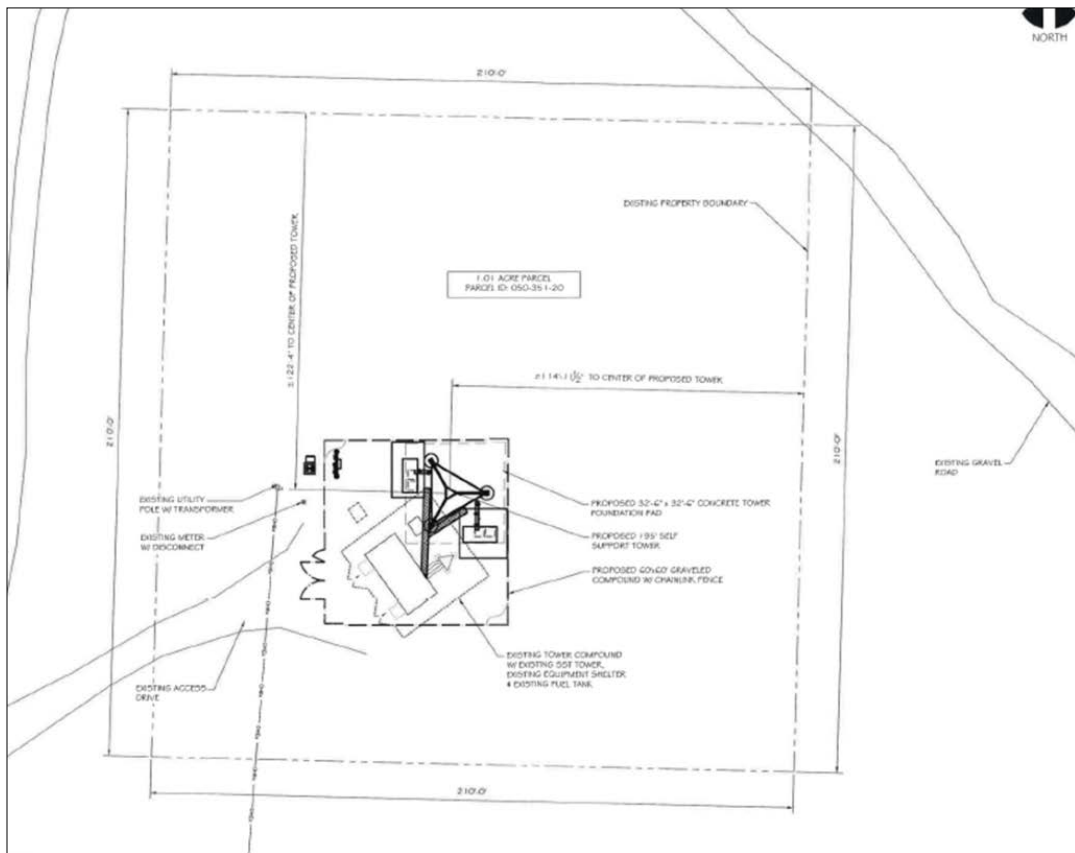 NORTH
210'-0"
EXISTING PROPERTY BOUNDARY
1.01 ACRE PARCEL
PARCEL ID: 050-351-20
±122'-4" TO CENTER OF PROPOSED TOWER
±114'-11 1/2" TO CENTER OF PROPOSED TOWER
210'-0"
210'-0"
EXISTING GRAVEL
ROAD
EXISTING UTILITY
POLE W/ TRANSFORMER
EXISTING METER
W/ DISCONNECT
PROPOSED 32'-6" x 32'-6" CONCRETE TOWER
FOUNDATION PAD
PROPOSED 195' SELF
SUPPORT TOWER
PROPOSED 60'x60' GRAVELED
COMPOUND W/ CHAINLINK FENCE
EXISTING TOWER COMPOUND
W/ EXISTING SST TOWER,
EXISTING EQUIPMENT SHELTER
& EXISTING FUEL TANK
EXISTING ACCESS
DRIVE
210'-0"